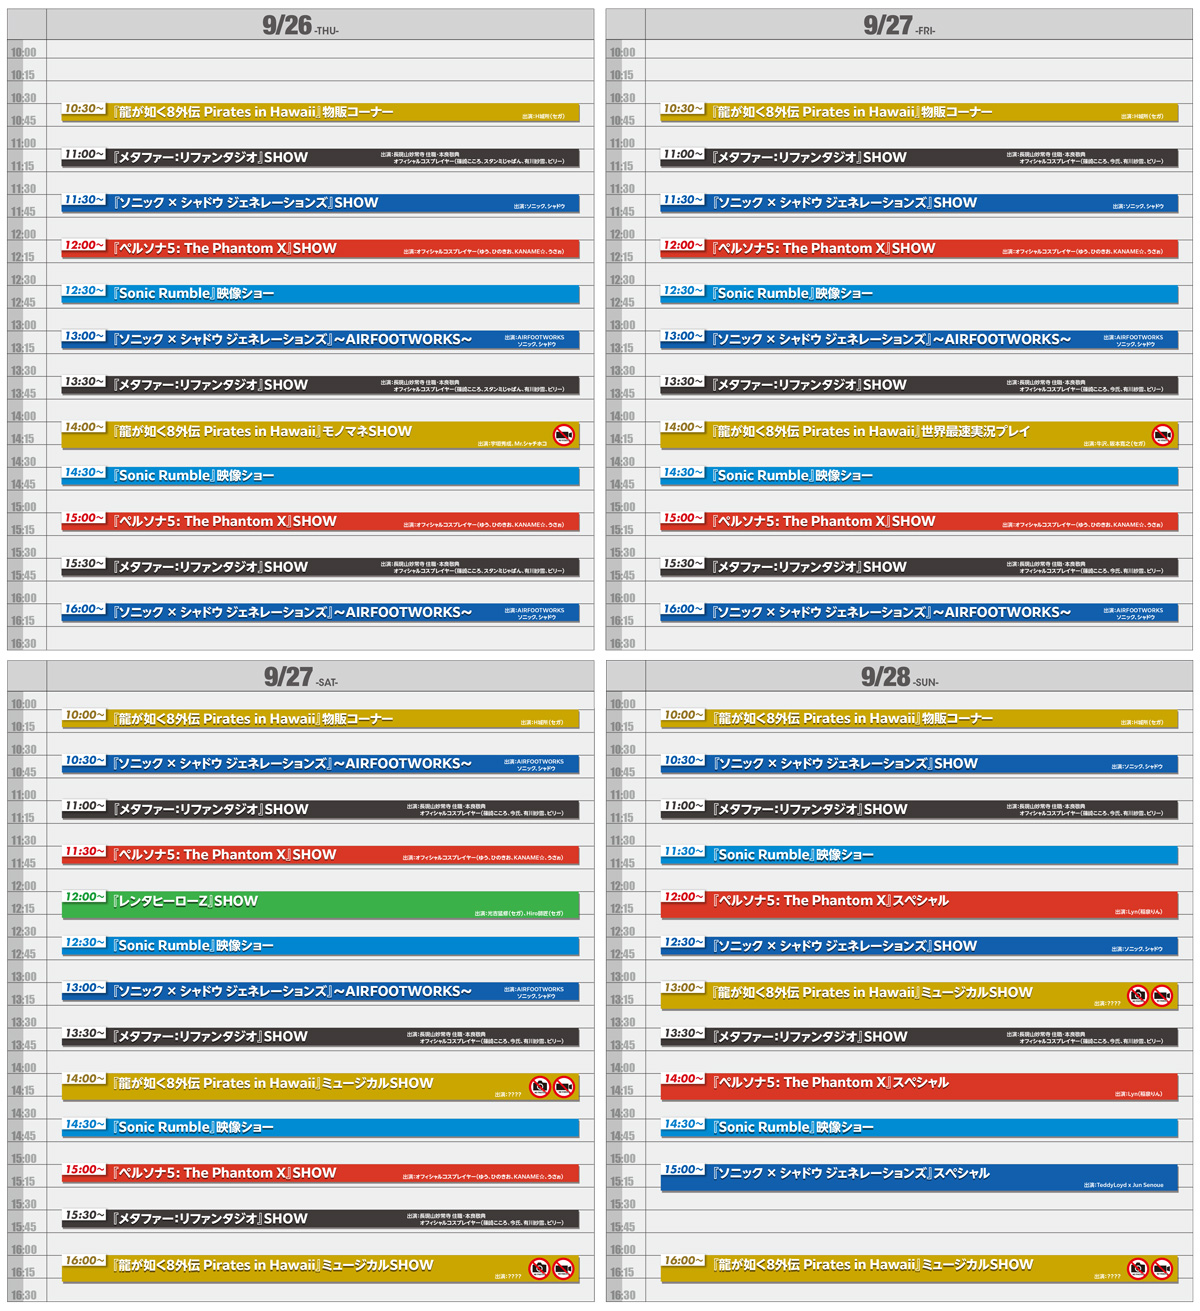 9/26 -THU-
10:00
10:15
10:30
10:30~ 『龍が如く8外伝 Pirates in Hawaii』物販コーナー 出演:H城所(セガ)
10:45
11:00
11:00~ 『メタファー:リファンタジオ』SHOW 出演:長現山妙常寺 住職・本良敬典
オフィシャルコスプレイヤー(篠崎こころ、スタンミじゃぱん、有川紗雪、ビリー)
11:15
11:30
11:30~ 『ソニック × シャドウ ジェネレーションズ』SHOW 出演:ソニック、シャドウ
11:45
12:00
12:00~ 『ペルソナ5: The Phantom X』SHOW 出演:オフィシャルコスプレイヤー(ゆう、ひのきお、KANAME☆、うさぉ)
12:15
12:30
12:30~ 『Sonic Rumble』映像ショー
12:45
13:00
13:00~ 『ソニック × シャドウ ジェネレーションズ』~AIRFOOTWORKS~ 出演:AIRFOOTWORKS
ソニック、シャドウ
13:15
13:30
13:30~ 『メタファー:リファンタジオ』SHOW 出演:長現山妙常寺 住職・本良敬典
オフィシャルコスプレイヤー(篠崎こころ、スタンミじゃぱん、有川紗雪、ビリー)
13:45
14:00
14:00~ 『龍が如く8外伝 Pirates in Hawaii』モノマネSHOW
14:15
出演:宇垣秀成、Mr.シャチホコ
14:30
14:30~ 『Sonic Rumble』映像ショー
14:45
15:00
15:00~ 『ペルソナ5: The Phantom X』SHOW 出演:オフィシャルコスプレイヤー(ゆう、ひのきお、KANAME☆、うさぉ)
15:15
15:30
15:30~ 『メタファー:リファンタジオ』SHOW 出演:長現山妙常寺 住職・本良敬典
オフィシャルコスプレイヤー(篠崎こころ、スタンミじゃぱん、有川紗雪、ビリー)
15:45
16:00
16:00~ 『ソニック × シャドウ ジェネレーションズ』~AIRFOOTWORKS~ 出演:AIRFOOTWORKS
ソニック、シャドウ
16:15
16:30
9/27 -FRI-
10:00
10:15
10:30
10:30~ 『龍が如く8外伝 Pirates in Hawaii』物販コーナー 出演:H城所(セガ)
10:45
11:00
11:00~ 『メタファー:リファンタジオ』SHOW 出演:長現山妙常寺 住職・本良敬典
オフィシャルコスプレイヤー(篠崎こころ、今氏、有川紗雪、ビリー)
11:15
11:30
11:30~ 『ソニック × シャドウ ジェネレーションズ』SHOW 出演:ソニック、シャドウ
11:45
12:00
12:00~ 『ペルソナ5: The Phantom X』SHOW 出演:オフィシャルコスプレイヤー(ゆう、ひのきお、KANAME☆、うさぉ)
12:15
12:30
12:30~ 『Sonic Rumble』映像ショー
12:45
13:00
13:00~ 『ソニック × シャドウ ジェネレーションズ』~AIRFOOTWORKS~ 出演:AIRFOOTWORKS
ソニック、シャドウ
13:15
13:30
13:30~ 『メタファー:リファンタジオ』SHOW 出演:長現山妙常寺 住職・本良敬典
オフィシャルコスプレイヤー(篠崎こころ、今氏、有川紗雪、ビリー)
13:45
14:00
14:00~ 『龍が如く8外伝 Pirates in Hawaii』世界最速実況プレイ
14:15
出演:牛沢、阪本寛之(セガ)
14:30
14:30~ 『Sonic Rumble』映像ショー
14:45
15:00
15:00~ 『ペルソナ5: The Phantom X』SHOW 出演:オフィシャルコスプレイヤー(ゆう、ひのきお、KANAME☆、うさぉ)
15:15
15:30
15:30~ 『メタファー:リファンタジオ』SHOW 出演:長現山妙常寺 住職・本良敬典
オフィシャルコスプレイヤー(篠崎こころ、今氏、有川紗雪、ビリー)
15:45
16:00
16:00~ 『ソニック × シャドウ ジェネレーションズ』~AIRFOOTWORKS~ 出演:AIRFOOTWORKS
ソニック、シャドウ
16:15
16:30
9/27 -SAT-
10:00
10:00~ 『龍が如く8外伝 Pirates in Hawaii』物販コーナー 出演:H城所(セガ)
10:15
10:30
10:30~ 『ソニック × シャドウ ジェネレーションズ』~AIRFOOTWORKS~ 出演:AIRFOOTWORKS
ソニック、シャドウ
10:45
11:00
11:00~ 『メタファー:リファンタジオ』SHOW 出演:長現山妙常寺 住職・本良敬典
オフィシャルコスプレイヤー(篠崎こころ、今氏、有川紗雪、ビリー)
11:15
11:30
11:30~ 『ペルソナ5: The Phantom X』SHOW 出演:オフィシャルコスプレイヤー(ゆう、ひのきお、KANAME☆、うさぉ)
11:45
12:00
12:00~ 『レンタヒーローZ』SHOW
12:15
出演:光吉猛修(セガ)、Hiro師匠(セガ)
12:30
12:30~ 『Sonic Rumble』映像ショー
12:45
13:00
13:00~ 『ソニック × シャドウ ジェネレーションズ』~AIRFOOTWORKS~ 出演:AIRFOOTWORKS
ソニック、シャドウ
13:15
13:30
13:30~ 『メタファー:リファンタジオ』SHOW 出演:長現山妙常寺 住職・本良敬典
オフィシャルコスプレイヤー(篠崎こころ、今氏、有川紗雪、ビリー)
13:45
14:00
14:00~ 『龍が如く8外伝 Pirates in Hawaii』ミュージカルSHOW
14:15
出演:????
14:30
14:30~ 『Sonic Rumble』映像ショー
14:45
15:00
15:00~ 『ペルソナ5: The Phantom X』SHOW 出演:オフィシャルコスプレイヤー(ゆう、ひのきお、KANAME☆、うさぉ)
15:15
15:30
15:30~ 『メタファー:リファンタジオ』SHOW 出演:長現山妙常寺 住職・本良敬典
オフィシャルコスプレイヤー(篠崎こころ、今氏、有川紗雪、ビリー)
15:45
16:00
16:00~ 『龍が如く8外伝 Pirates in Hawaii』ミュージカルSHOW
16:15
出演:????
16:30
9/28 -SUN-
10:00
10:00~ 『龍が如く8外伝 Pirates in Hawaii』物販コーナー 出演:H城所(セガ)
10:15
10:30
10:30~ 『ソニック × シャドウ ジェネレーションズ』SHOW 出演:ソニック、シャドウ
10:45
11:00
11:00~ 『メタファー:リファンタジオ』SHOW 出演:長現山妙常寺 住職・本良敬典
オフィシャルコスプレイヤー(篠崎こころ、今氏、有川紗雪、ビリー)
11:15
11:30
11:30~ 『Sonic Rumble』映像ショー
11:45
12:00
12:00~ 『ペルソナ5: The Phantom X』スペシャル
12:15
出演:Lyn(稲泉りん)
12:30
12:30~ 『ソニック × シャドウ ジェネレーションズ』SHOW 出演:ソニック、シャドウ
12:45
13:00
13:00~ 『龍が如く8外伝 Pirates in Hawaii』ミュージカルSHOW
13:15
出演:????
13:30
13:30~ 『メタファー:リファンタジオ』SHOW 出演:長現山妙常寺 住職・本良敬典
オフィシャルコスプレイヤー(篠崎こころ、今氏、有川紗雪、ビリー)
13:45
14:00
14:00~ 『ペルソナ5: The Phantom X』スペシャル
14:15
出演:Lyn(稲泉りん)
14:30
14:30~ 『Sonic Rumble』映像ショー
14:45
15:00
15:00~ 『ソニック × シャドウ ジェネレーションズ』スペシャル
15:15
出演:TeddyLoyd x Jun Senoue
15:30
15:45
16:00
16:00~ 『龍が如く8外伝 Pirates in Hawaii』ミュージカルSHOW
16:15
出演:????
16:30